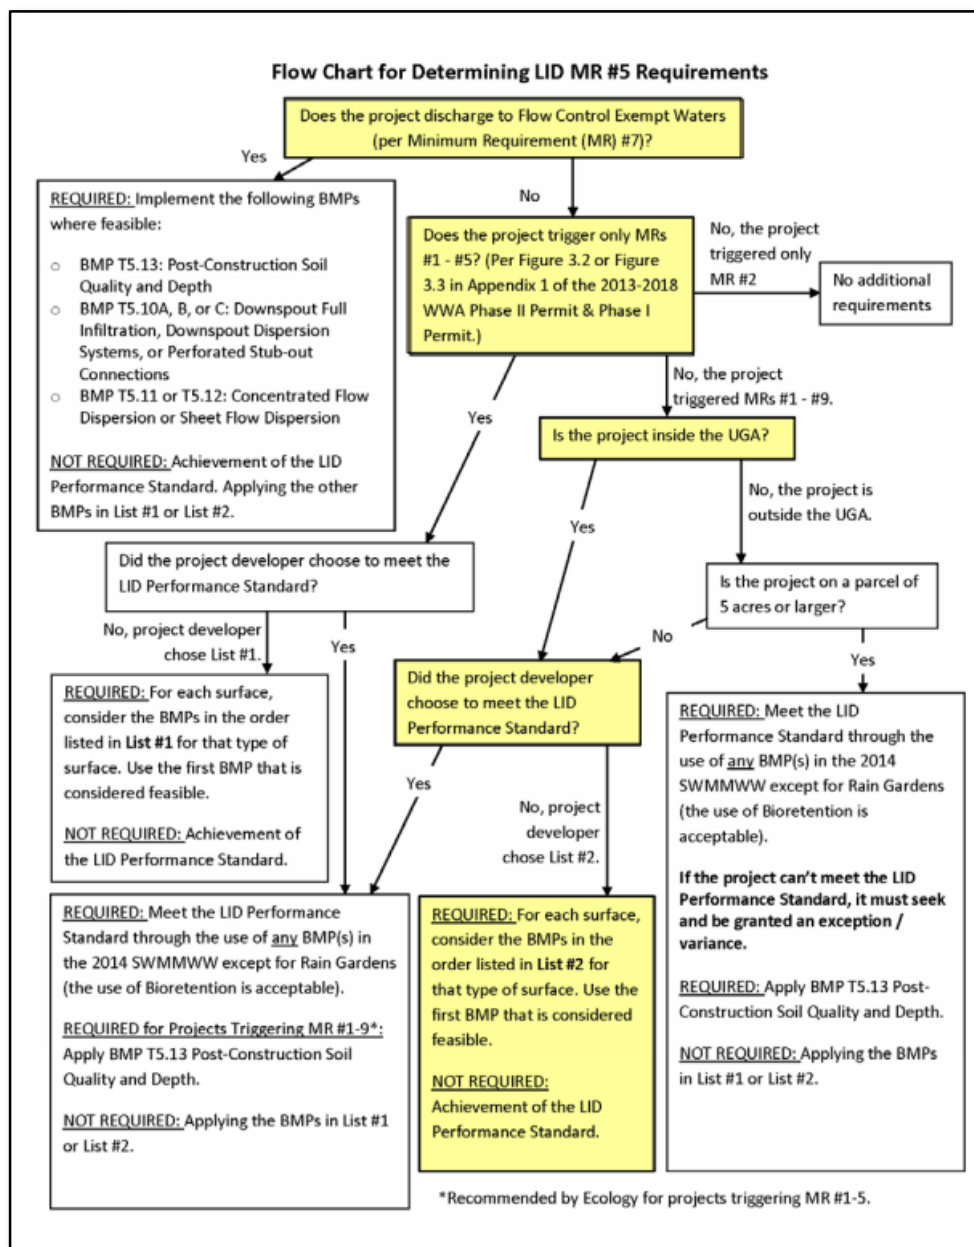 Flow Chart for Determining LID MR #5 Requirements
Does the project discharge to Flow Control Exempt Waters
(per Minimum Requirement (MR) #7)?
Yes
No
REQUIRED: Implement the following BMPs
where feasible:
o BMP T5.13: Post-Construction Soil
Quality and Depth
o BMP T5.10A, B, or C: Downspout Full
Infiltration, Downspout Dispersion
Systems, or Perforated Stub-out
Connections
o BMP T5.11 or T5.12: Concentrated Flow
Dispersion or Sheet Flow Dispersion
NOT REQUIRED: Achievement of the LID
Performance Standard. Applying the other
BMPs in List #1 or List #2.
Does the project trigger only MRs
#1 - #5? (Per Figure 3.2 or Figure
3.3 in Appendix 1 of the 2013-2018
WWA Phase II Permit & Phase I
Permit.)
No, the project
triggered only
MR #2
No additional
requirements
Yes
No, the project
triggered MRs #1 - #9.
Is the project inside the UGA?
Yes
No, the project is
outside the UGA.
Did the project developer choose to meet the
LID Performance Standard?
Is the project on a parcel of
5 acres or larger?
No, project developer
chose List #1.
Yes
No
Yes
Did the project developer
choose to meet the LID
Performance Standard?
REQUIRED: For each surface,
consider the BMPs in the order
listed in List #1 for that type of
surface. Use the first BMP that is
considered feasible.
NOT REQUIRED: Achievement of
the LID Performance Standard.
Yes
No, project
developer
chose List #2.
REQUIRED: Meet the LID
Performance Standard through the
use of any BMP(s) in the 2014
SWMMWW except for Rain Gardens
(the use of Bioretention is
acceptable).
If the project can't meet the LID
Performance Standard, it must seek
and be granted an exception /
variance.
REQUIRED: Apply BMP T5.13 Post-
Construction Soil Quality and Depth.
NOT REQUIRED: Applying the BMPs
in List #1 or List #2.
REQUIRED: Meet the LID Performance
Standard through the use of any BMP(s) in
the 2014 SWMMWW except for Rain Gardens
(the use of Bioretention is acceptable).
REQUIRED for Projects Triggering MR #1-9*:
Apply BMP T5.13 Post-Construction Soil
Quality and Depth.
NOT REQUIRED: Applying the BMPs in List #1
or List #2.
REQUIRED: For each surface,
consider the BMPs in the
order listed in List #2 for
that type of surface. Use the
first BMP that is considered
feasible.
NOT REQUIRED:
Achievement of the LID
Performance Standard.
*Recommended by Ecology for projects triggering MR #1-5.